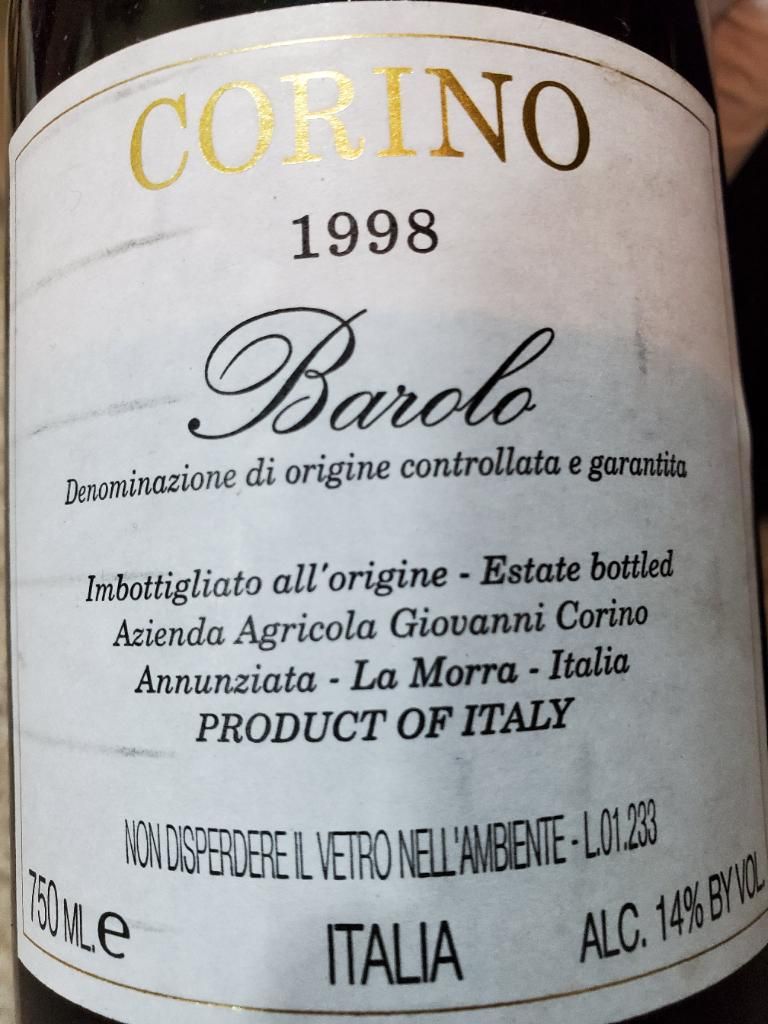 CORINO
1998
Barolo
Denominazione di origine controllata e garantita
Imbottigliato all'origine - Estate bottled
Azienda Agricola Giovanni Corino
Annunziata - La Morra - Italia
PRODUCT OF ITALY
NON DISPERDERE IL VETRO NELL'AMBIENTE - L.01.233
750 ML. e ITALIA ALC. 14% BY VOL.